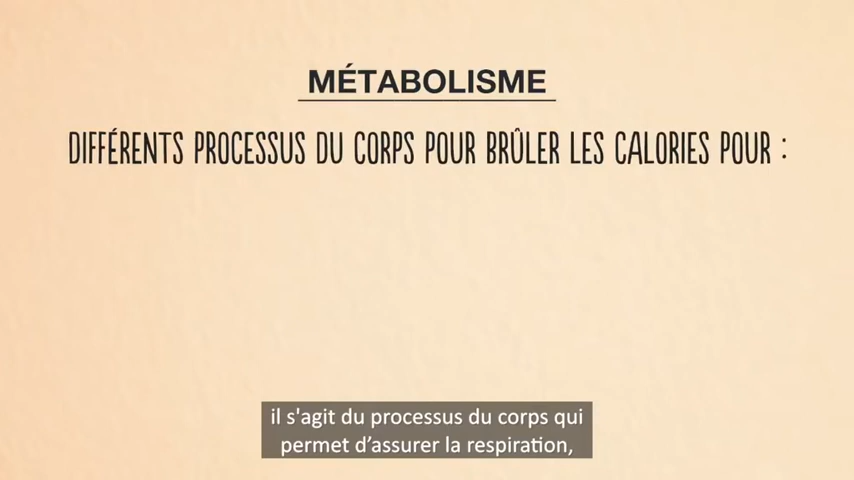 MÉTABOLISME
DIFFÉRENTS PROCESSUS DU CORPS POUR BRÛLER LES CALORIES POUR :
il s'agit du processus du corps qui
permet d’assurer la respiration,